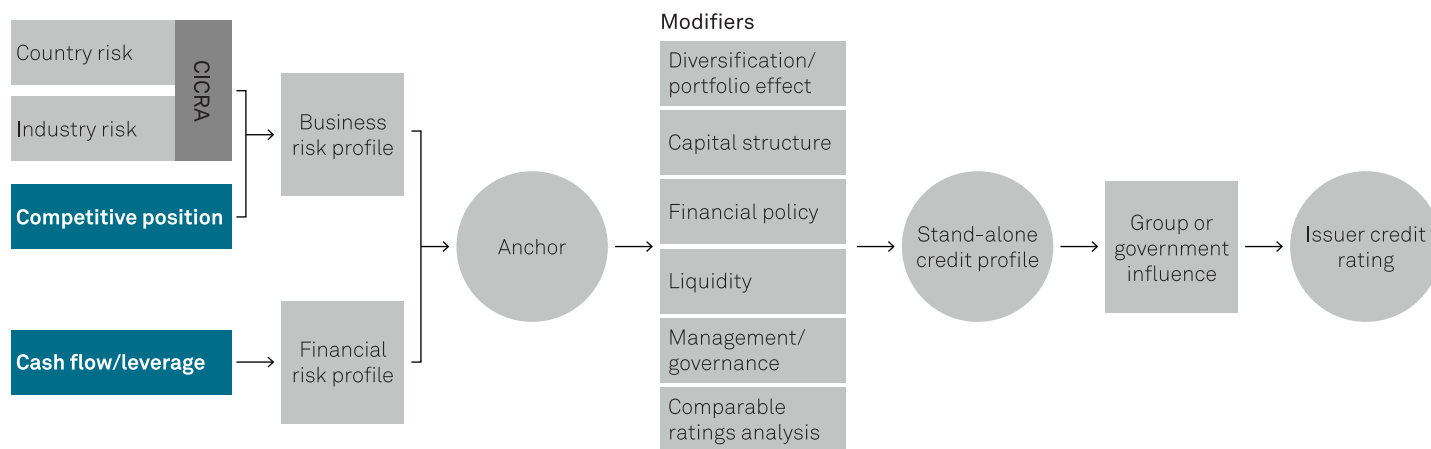 Country risk
Industry risk
CICRA
Competitive position
Cash flow/leverage
Business
risk profile
Financial
risk profile
Anchor
Modifiers
Diversification/
portfolio effect
Capital structure
Financial policy
Liquidity
Management/
governance
Comparable
ratings analysis
Stand-alone
credit profile
Group or
government
influence
Issuer credit
rating